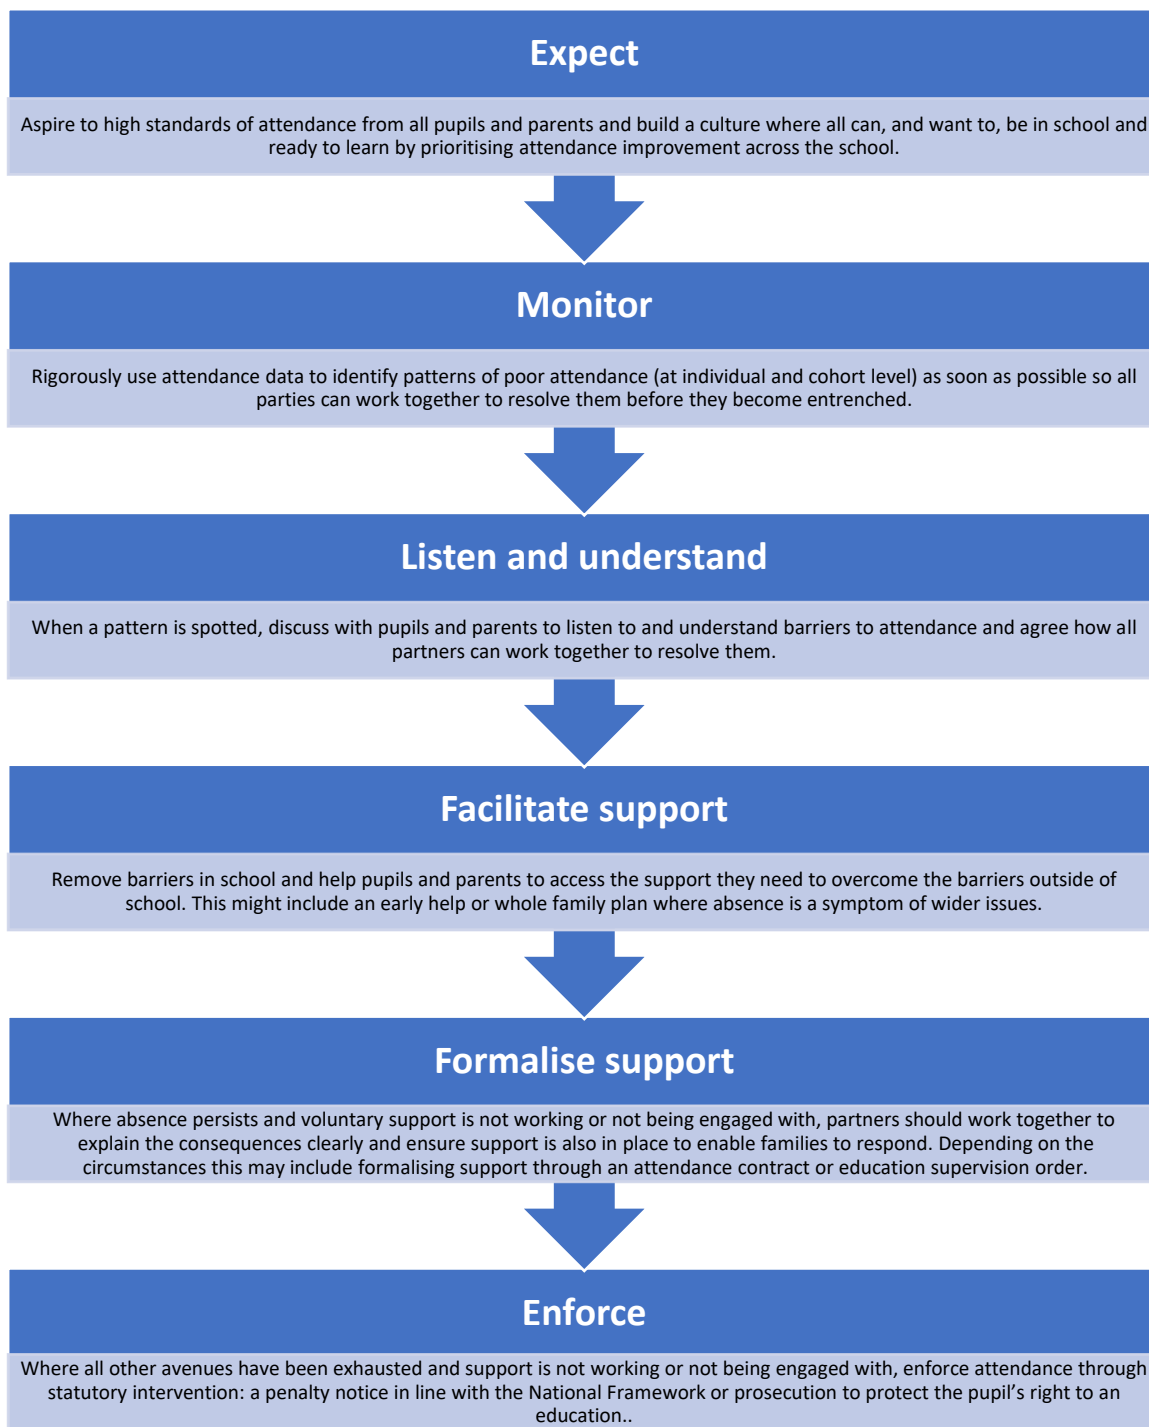 Expect
Aspire to high standards of attendance from all pupils and parents and build a culture where all can, and want to, be in school and
ready to learn by prioritising attendance improvement across the school.
Monitor
Rigorously use attendance data to identify patterns of poor attendance (at individual and cohort level) as soon as possible so all
parties can work together to resolve them before they become entrenched.
Listen and understand
When a pattern is spotted, discuss with pupils and parents to listen to and understand barriers to attendance and agree how all
partners can work together to resolve them.
Facilitate support
Remove barriers in school and help pupils and parents to access the support they need to overcome the barriers outside of
school. This might include an early help or whole family plan where absence is a symptom of wider issues.
Formalise support
Where absence persists and voluntary support is not working or not being engaged with, partners should work together to
explain the consequences clearly and ensure support is also in place to enable families to respond. Depending on the
circumstances this may include formalising support through an attendance contract or education supervision order.
Enforce
Where all other avenues have been exhausted and support is not working or not being engaged with, enforce attendance through
statutory intervention: a penalty notice in line with the National Framework or prosecution to protect the pupil’s right to an
education..